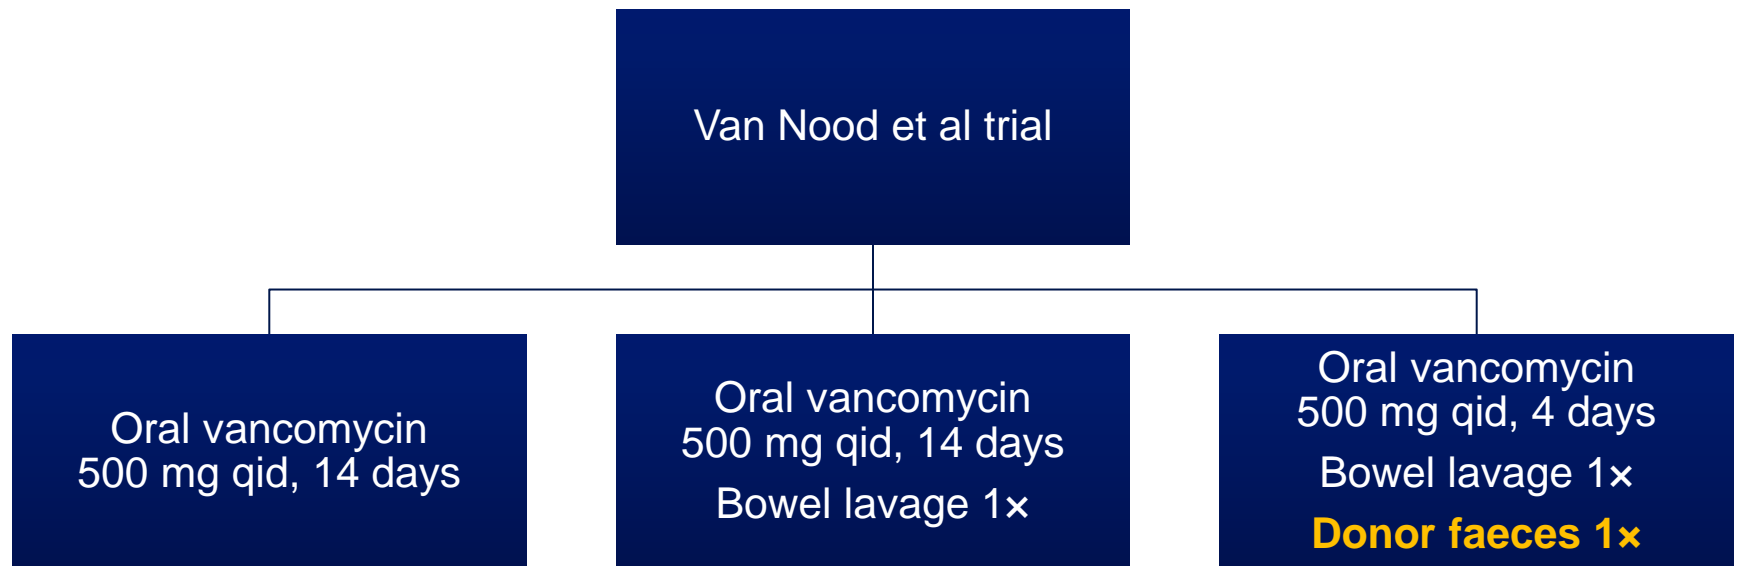 Van Nood et al trial
Oral vancomycin
500 mg qid, 14 days
Oral vancomycin
500 mg qid, 14 days
Bowel lavage 1×
Oral vancomycin
500 mg qid, 4 days
Bowel lavage 1×
Donor faeces 1×